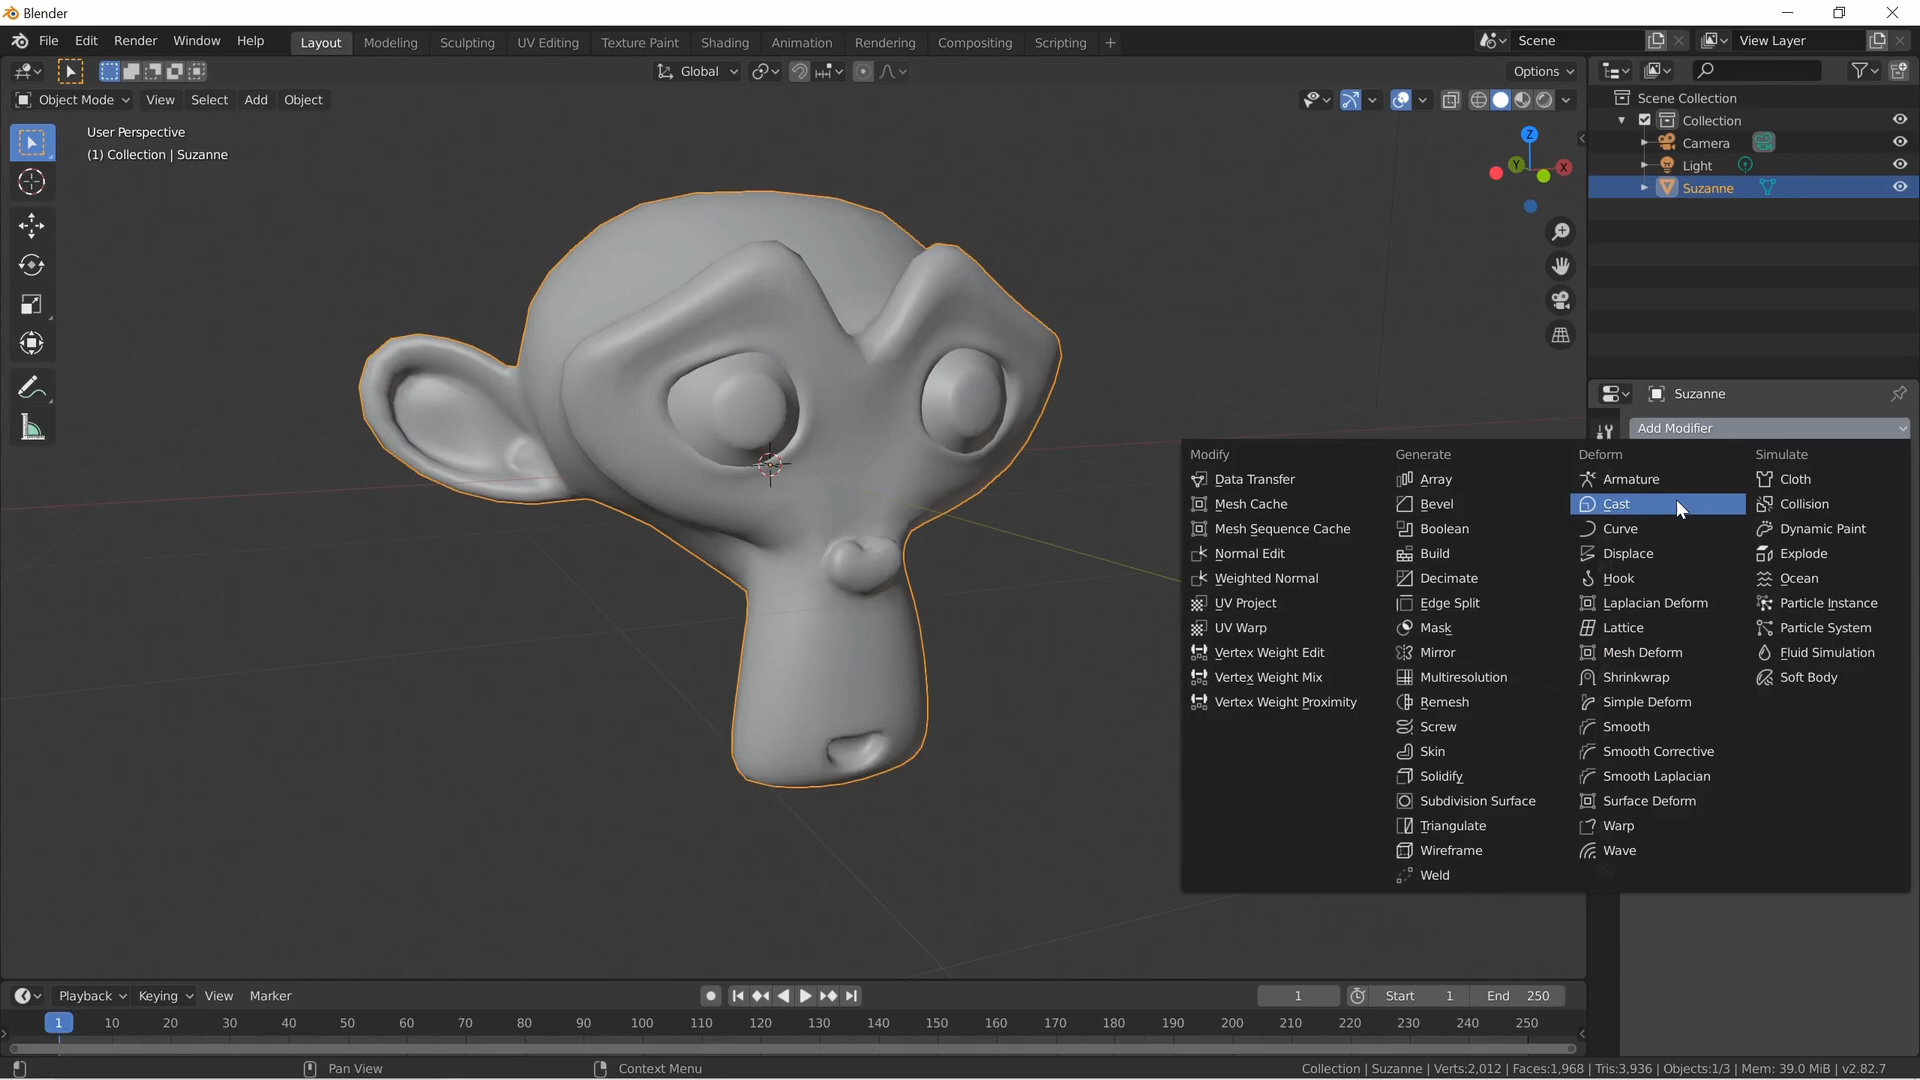 Blender
File Edit Render Window Help Layout Modeling Sculpting UV Editing Texture Paint Shading Animation Rendering Compositing Scripting + Scene View Layer
Global Options
Object Mode View Select Add Object
User Perspective
(1) Collection | Suzanne
Z
Y
X
Scene Collection
Collection
Camera
Light
Suzanne
Suzanne
Add Modifier
Modify Generate Deform Simulate
Data Transfer Array Armature Cloth
Mesh Cache Bevel Cast Collision
Mesh Sequence Cache Boolean Curve Dynamic Paint
Normal Edit Build Displace Explode
Weighted Normal Decimate Hook Ocean
UV Project Edge Split Laplacian Deform Particle Instance
UV Warp Mask Lattice Particle System
Vertex Weight Edit Mirror Mesh Deform Fluid Simulation
Vertex Weight Mix Multiresolution Shrinkwrap Soft Body
Vertex Weight Proximity Remesh Simple Deform
Screw Smooth
Skin Smooth Corrective
Solidify Smooth Laplacian
Subdivision Surface Surface Deform
Triangulate Warp
Wireframe Wave
Weld
Playback Keying View Marker 1 Start 1 End 250
1 10 20 30 40 50 60 70 80 90 100 110 120 130 140 150 160 170 180 190 200 210 220 230 240 250
Pan View Context Menu Collection | Suzanne | Verts:2,012 | Faces:1,968 | Tris:3,936 | Objects:1/3 | Mem: 39.0 MiB | v2.82.7